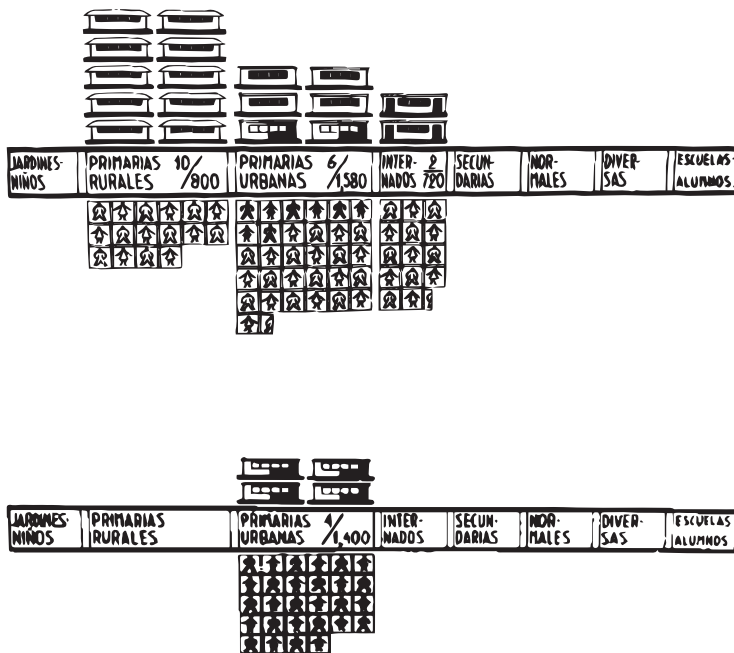 JARDINES-
NIÑOS
PRIMARIAS 10/
RURALES 800
PRIMARIAS 6/
URBANAS 1,580
INTER- 2
NADOS 720
SECUN-
DARIAS
NOR-
MALES
DIVER-
SAS
ESCUELAS-
ALUMNOS.
JARDINES-
NIÑOS
PRIMARIAS
RURALES
PRIMARIAS 4/
URBANAS 1,400
INTER-
NADOS
SECUN-
DARIAS
NOR-
MALES
DIVER-
SAS
ESCUELAS
ALUMNOS